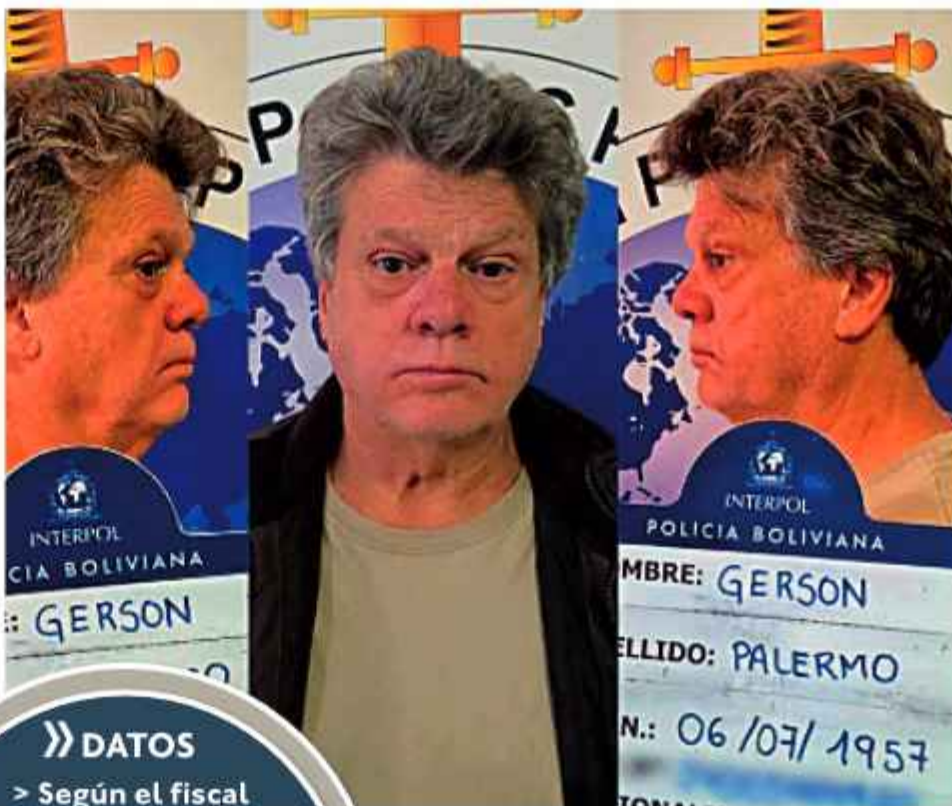 INTERPOL
CIA BOLIVIANA
: GERSON
» DATOS
> Según el fiscal
INTERPOL
POLICIA BOLIVIANA
MBRE: GERSON
ELLIDO: PALERMO
N.: 06/07/1957